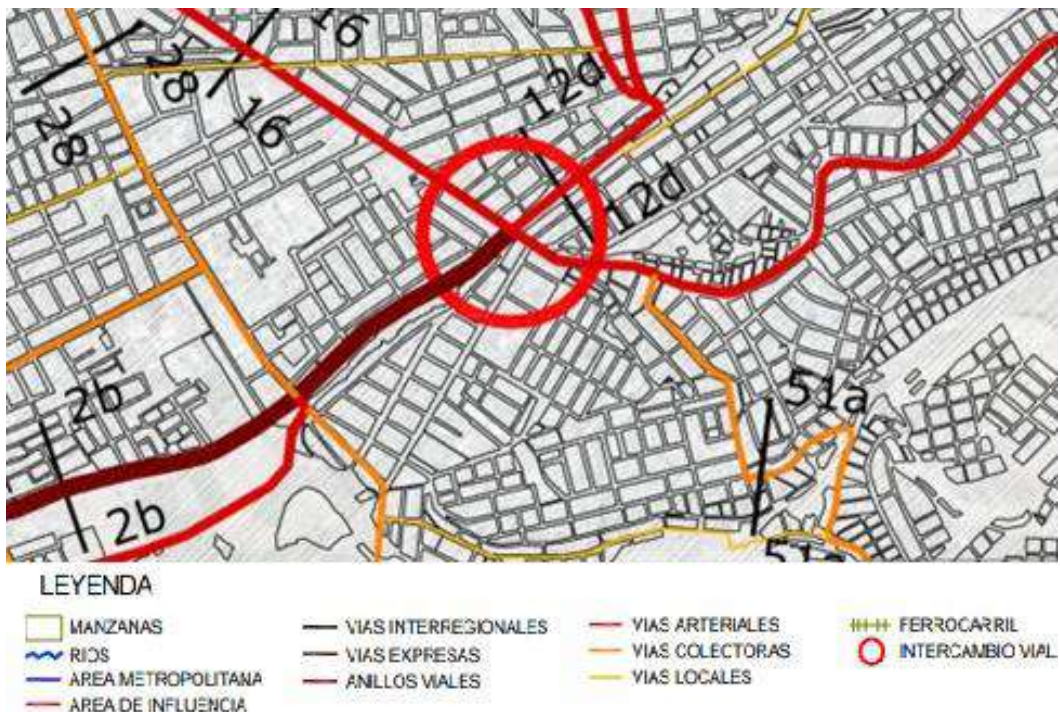 16
28
12d
28
16
12d
2b
51a
2b
51a
LEYENDA
MANZANAS
RIOS
AREA METROPOLITANA
AREA DE INFLUENCIA
VIAS INTERREGIONALES
VIAS EXPRESAS
ANILLOS VIALES
VIAS ARTERIALES
VIAS COLECTORAS
VIAS LOCALES
FERROCARRIL
INTERCAMBIO VIAL